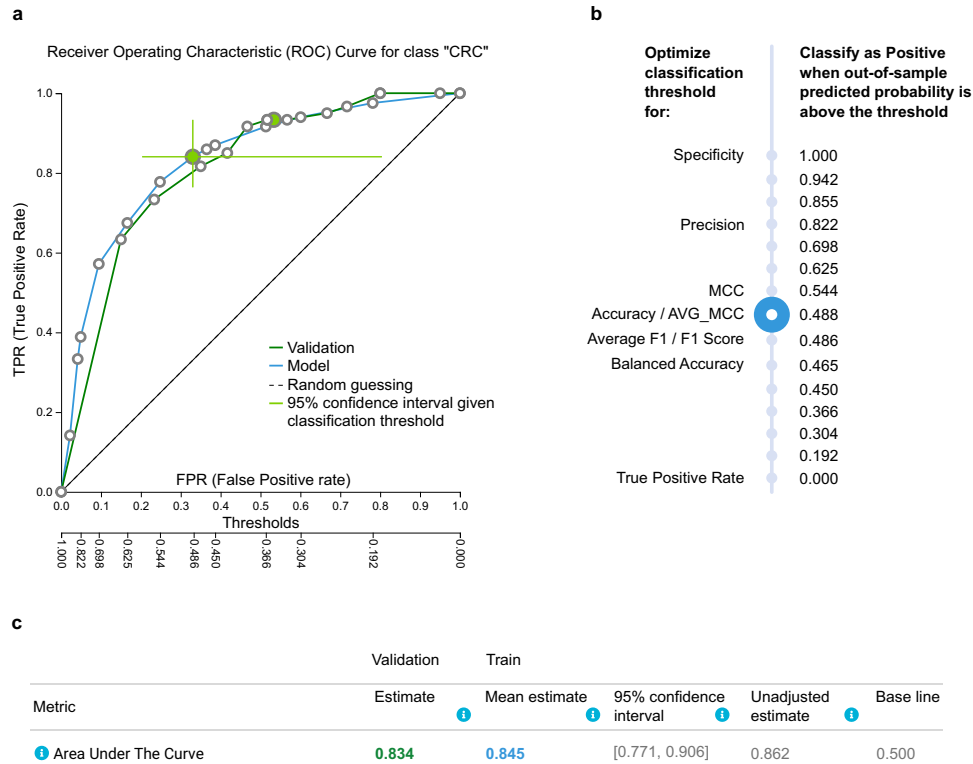 a
Receiver Operating Characteristic (ROC) Curve for class "CRC"
TPR (True Positive Rate)
1.0
0.8
0.6
0.4
0.2
0.0
Validation
Model
Random guessing
95% confidence interval given
classification threshold
FPR (False Positive rate)
0.0 0.1 0.2 0.3 0.4 0.5 0.6 0.7 0.8 0.9 1.0
Thresholds
1.000 0.822 0.698 0.625 0.544 0.486 0.450 0.366 0.304 0.192 0.000
b
Optimize
classification
threshold
for:
Classify as Positive
when out-of-sample
predicted probability is
above the threshold
Specificity 1.000
0.942
0.855
Precision 0.822
0.698
0.625
MCC 0.544
Accuracy / AVG_MCC 0.488
Average F1 / F1 Score 0.486
Balanced Accuracy 0.465
0.450
0.366
0.304
0.192
True Positive Rate 0.000
c
Validation Train
Metric
Estimate
Mean estimate
95% confidence
interval
Unadjusted
estimate
Base line
Area Under The Curve 0.834 0.845 [0.771, 0.906] 0.862 0.500